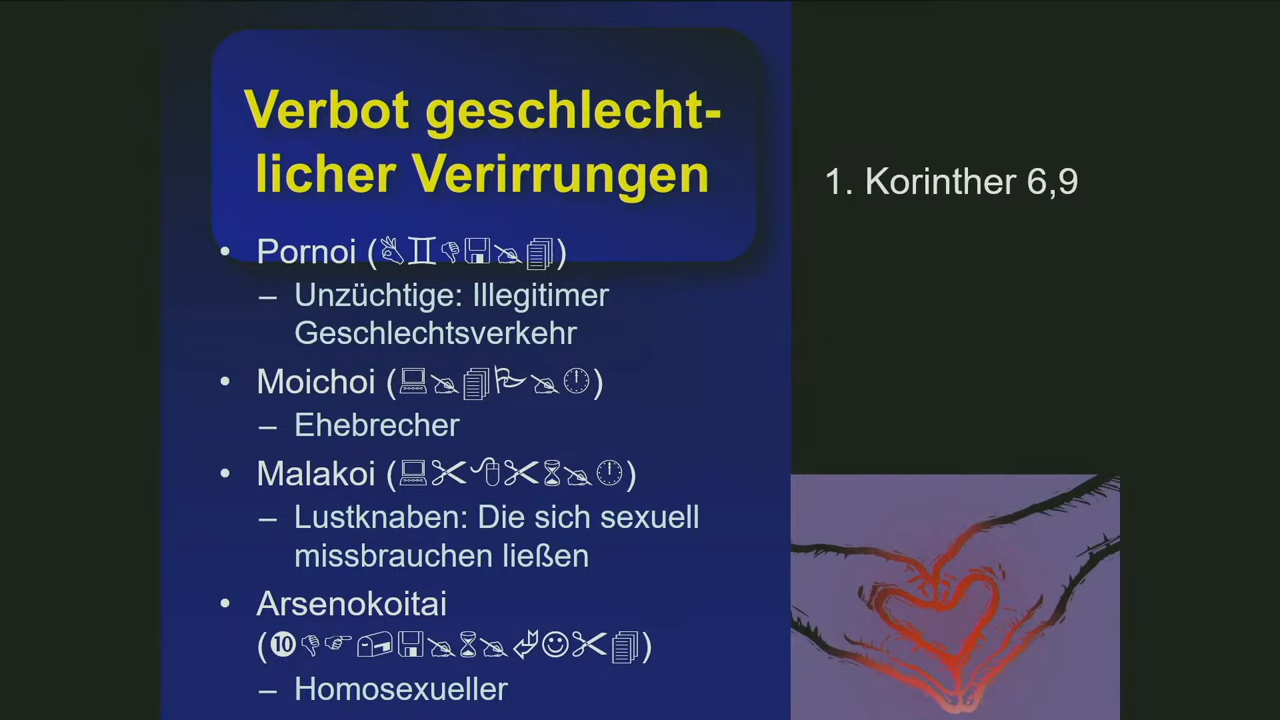 Verbot geschlecht-
licher Verirrungen
1. Korinther 6,9
• Pornoi (✌♊👎🖫✍🗐)
– Unzüchtige: Illegitimer
Geschlechtsverkehr
• Moichoi (💻✍🗐🏱✍🕛)
– Ehebrecher
• Malakoi (💻✂🖰✂⌛✍🕛)
– Lustknaben: Die sich sexuell
missbrauchen ließen
• Arsenokoitai
(❿👎☞🖃🖫✍⌛✍⮰☺✂🗐)
– Homosexueller